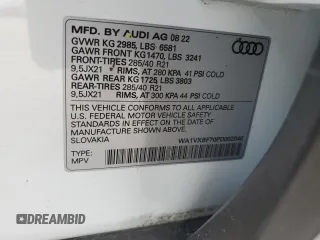 MFD. BY AUDI AG 08 22
GVWR KG 2985, LBS 6581
GAWR FRONT KG1470, LBS 3241
FRONT-TIRES 285/40 R21
9,5JX21 RIMS, AT 280 KPA 41 PSI COLD
GAWR REAR KG1725, LBS 3803
REAR-TIRES 285/40 R21
9,5JX21 RIMS, AT 300 KPA 44 PSI COLD
THIS VEHICLE CONFORMS TO ALL APPLICABLE
U.S. FEDERAL MOTOR VEHICLE SAFETY
STANDARDS IN EFFECT ON THE DATE OF
MANUFACTURE SHOWN ABOVE.
SLOVAKIA
TYPE:
MPV
AUTOHELPERBOT.COM